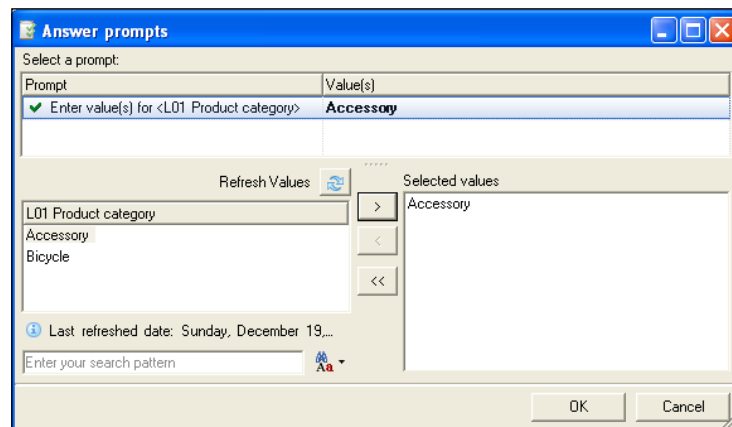 Answer prompts
Select a prompt:
Prompt Value(s)
Enter value(s) for <L01 Product category> Accessory
Refresh Values Selected values
L01 Product category > Accessory
Accessory <
Bicycle
<<
Last refreshed date: Sunday, December 19,...
Enter your search pattern Aa
OK Cancel